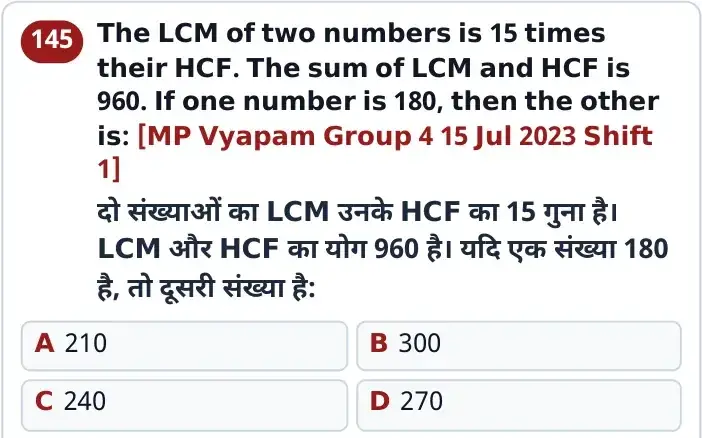 145 The LCM of two numbers is 15 times
their HCF. The sum of LCM and HCF is
960. If one number is 180, then the other
is: [MP Vyapam Group 4 15 Jul 2023 Shift
1]
दो संख्याओं का LCM उनके HCF का 15 गुना है।
LCM और HCF का योग 960 है। यदि एक संख्या 180
है, तो दूसरी संख्या है:
A 210
B 300
C 240
D 270